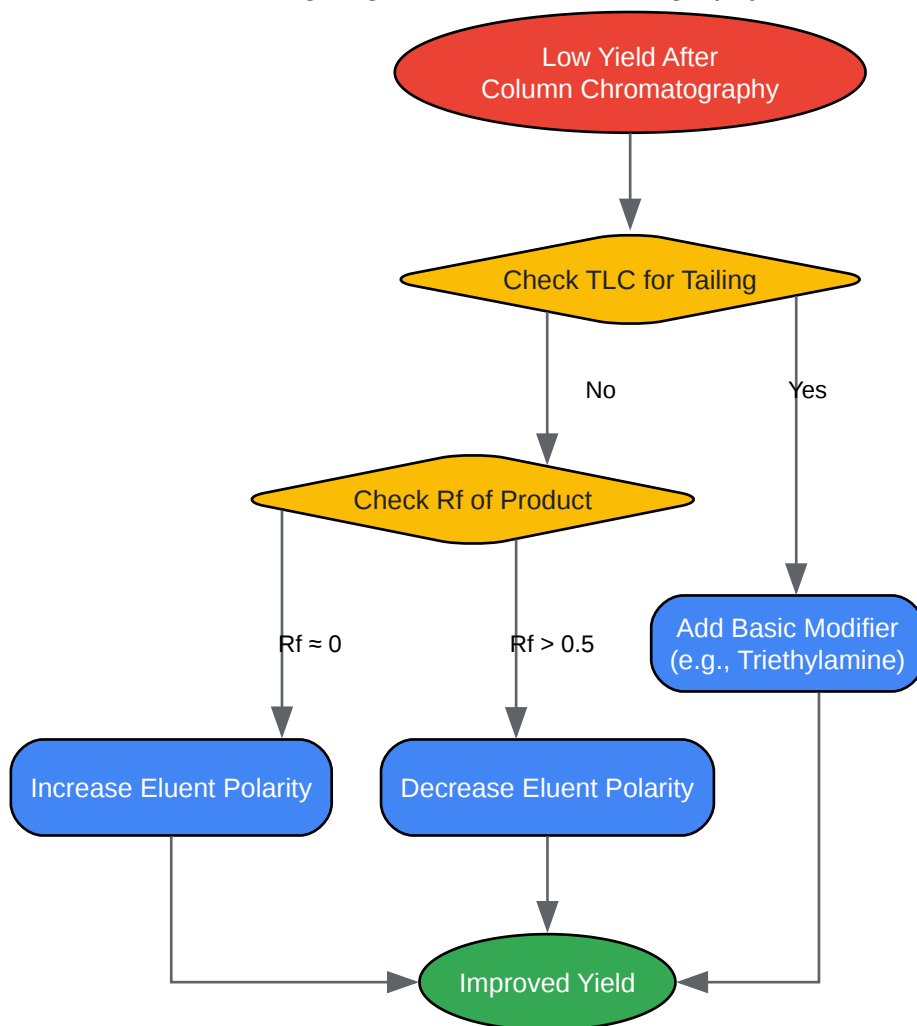 Low Yield After
Column Chromatography
Check TLC for Tailing
No
Yes
Check Rf of Product
Rf ≈ 0
Rf > 0.5
Add Basic Modifier
(e.g., Triethylamine)
Increase Eluent Polarity
Decrease Eluent Polarity
Improved Yield